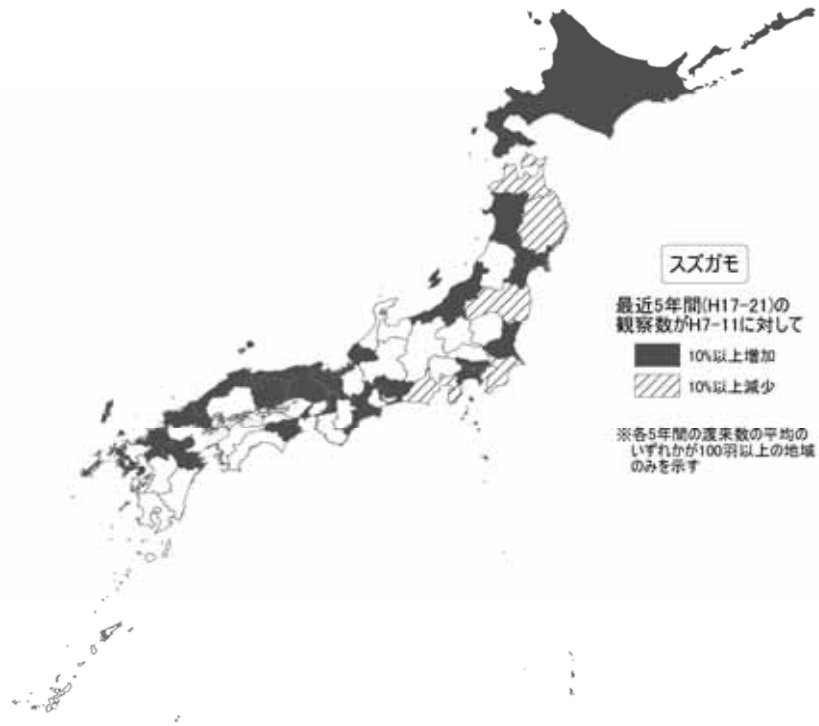 スズガモ
最近5年間(H17-21)の
観察数がH7-11に対して
10%以上増加
10%以上減少
※各5年間の渡来数の平均の
いずれかが100羽以上の地域
のみを示す